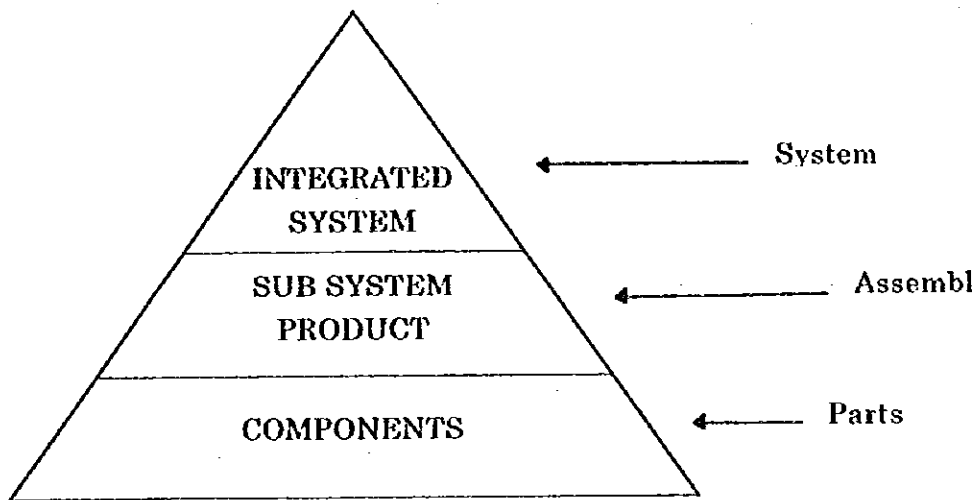 System
INTEGRATED
SYSTEM
SUB SYSTEM
PRODUCT
Assembl
COMPONENTS
Parts